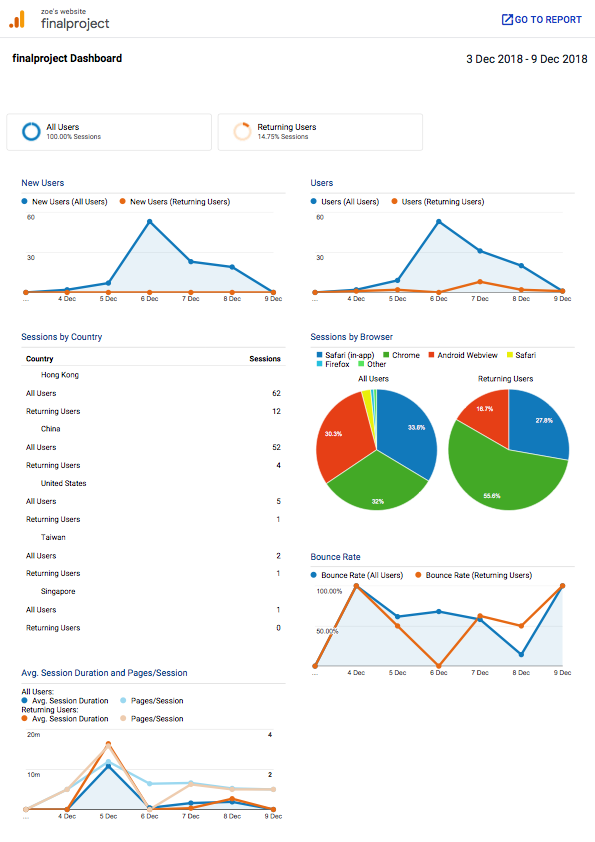 zoe's website
finalproject
GO TO REPORT
finalproject Dashboard
3 Dec 2018 - 9 Dec 2018
All Users
100.00% Sessions
Returning Users
14.75% Sessions
New Users
New Users (All Users) New Users (Returning Users)
60
30
... 4 Dec 5 Dec 6 Dec 7 Dec 8 Dec 9 Dec
Users
Users (All Users) Users (Returning Users)
60
30
... 4 Dec 5 Dec 6 Dec 7 Dec 8 Dec 9 Dec
Sessions by Country
Country Sessions
Hong Kong
All Users 62
Returning Users 12
China
All Users 52
Returning Users 4
United States
All Users 5
Returning Users 1
Taiwan
All Users 2
Returning Users 1
Singapore
All Users 1
Returning Users 0
Sessions by Browser
Safari (in-app) Chrome Android Webview Safari
Firefox Other
All Users
33.8%
30.3%
32%
Returning Users
16.7%
27.8%
55.6%
Bounce Rate
Bounce Rate (All Users) Bounce Rate (Returning Users)
100.00%
50.00%
... 4 Dec 5 Dec 6 Dec 7 Dec 8 Dec 9 Dec
Avg. Session Duration and Pages/Session
All Users:
Avg. Session Duration Pages/Session
Returning Users:
Avg. Session Duration Pages/Session
20m 4
10m 2
... 4 Dec 5 Dec 6 Dec 7 Dec 8 Dec 9 Dec